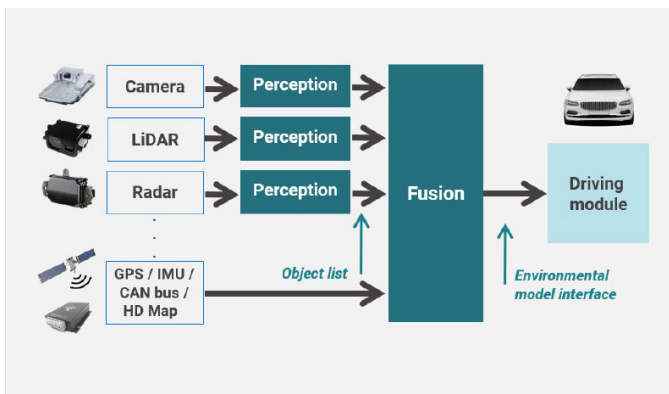 Camera
Perception
LiDAR
Perception
Radar
Perception
Fusion
Driving
module
GPS / IMU /
CAN bus /
HD Map
Object list
Environmental
model interface